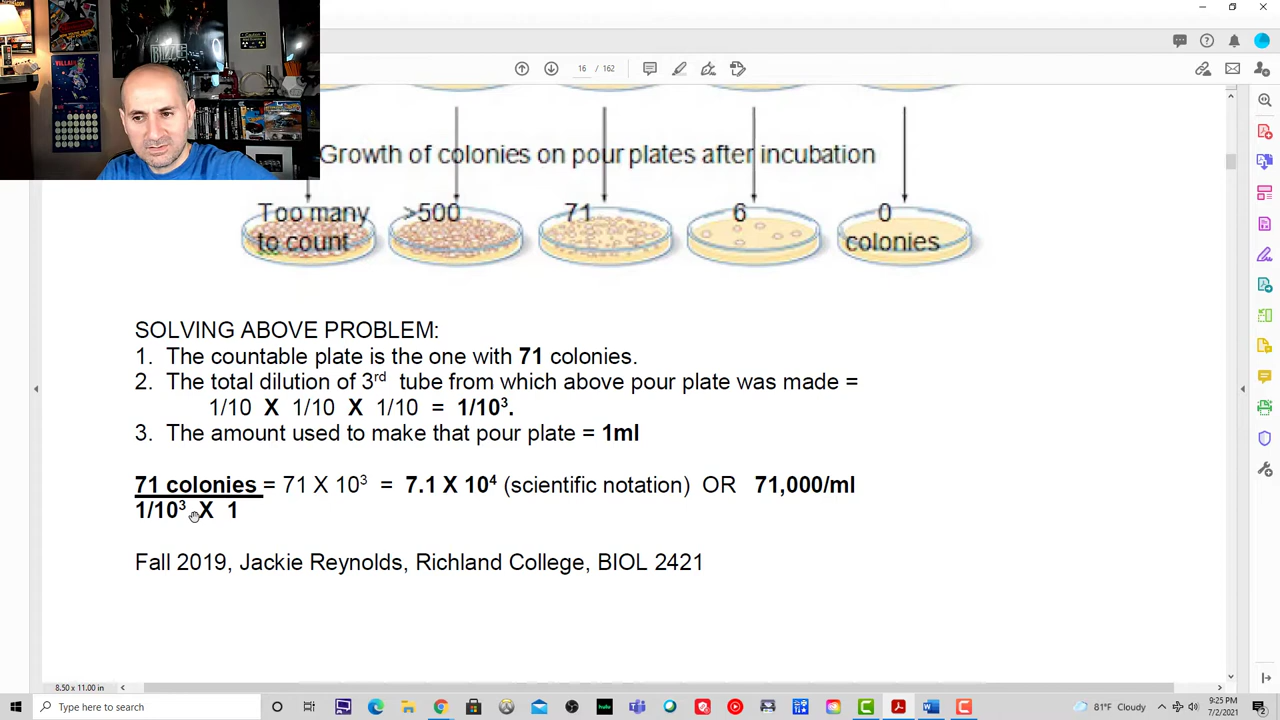 VILLAIN
16 / 162
Growth of colonies on pour plates after incubation
Too many to count
>500
71
6
0 colonies
SOLVING ABOVE PROBLEM:
1. The countable plate is the one with 71 colonies.
2. The total dilution of 3rd tube from which above pour plate was made =
1/10 X 1/10 X 1/10 = 1/10³.
3. The amount used to make that pour plate = 1ml
71 colonies = 71 X 10³ = 7.1 X 10⁴ (scientific notation) OR 71,000/ml
1/10³ X 1
Fall 2019, Jackie Reynolds, Richland College, BIOL 2421
8.50 x 11.00 in
Type here to search
hulu
81°F Cloudy
9:25 PM
7/2/2021
2